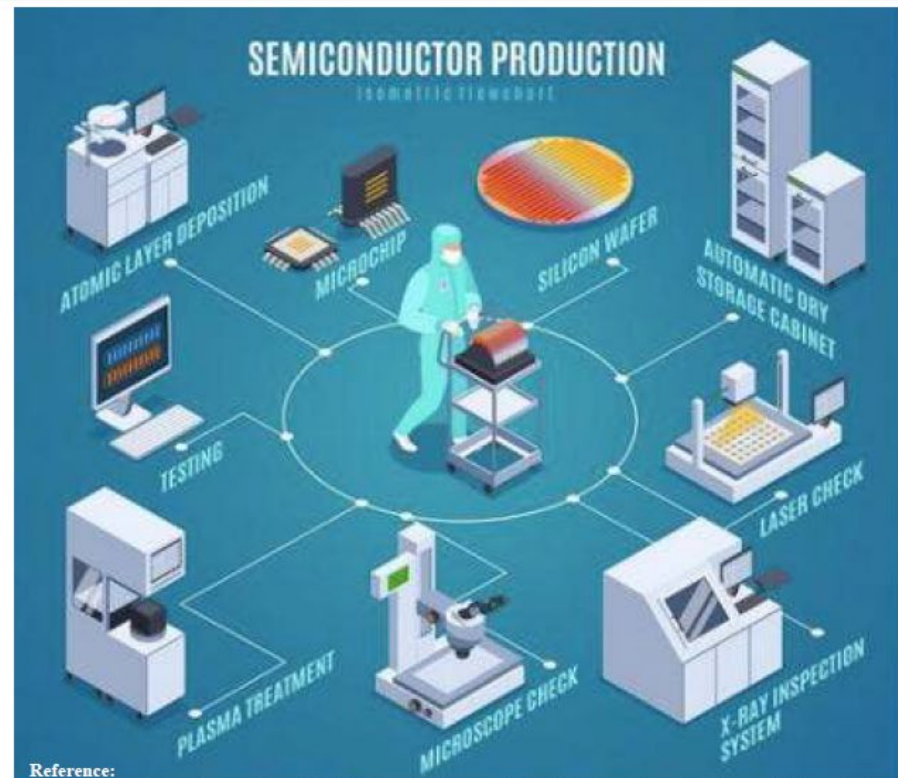 SEMICONDUCTOR PRODUCTION
Isometric flowchart
ATOMIC LAYER DEPOSITION
MICROCHIP
SILICON WAFER
AUTOMATIC DRY
STORAGE CABINET
TESTING
LASER CHECK
PLASMA TREATMENT
MICROSCOPE CHECK
X-RAY INSPECTION
SYSTEM
Reference: